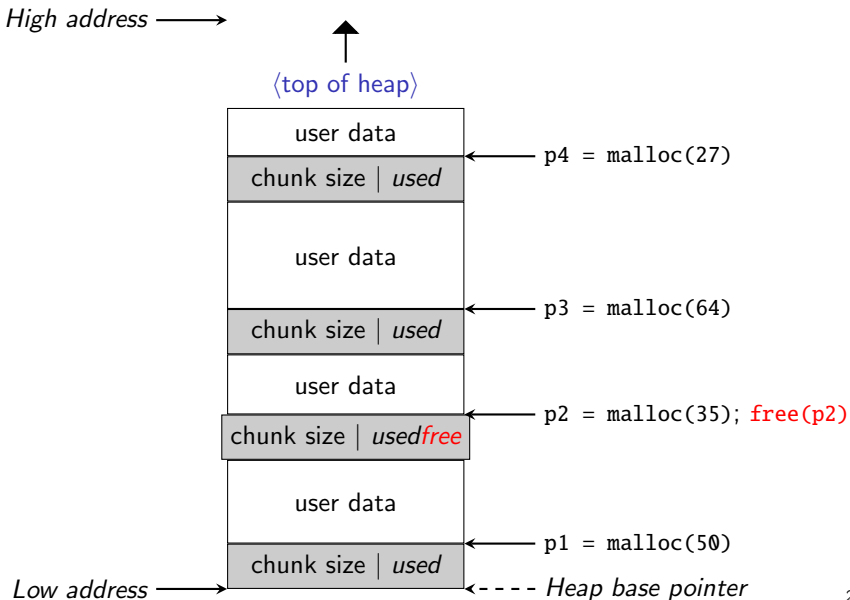 High address
⟨top of heap⟩
user data
p4 = malloc(27)
chunk size | used
user data
p3 = malloc(64)
chunk size | used
user data
p2 = malloc(35); free(p2)
chunk size | usedfree
user data
p1 = malloc(50)
chunk size | used
Low address
Heap base pointer